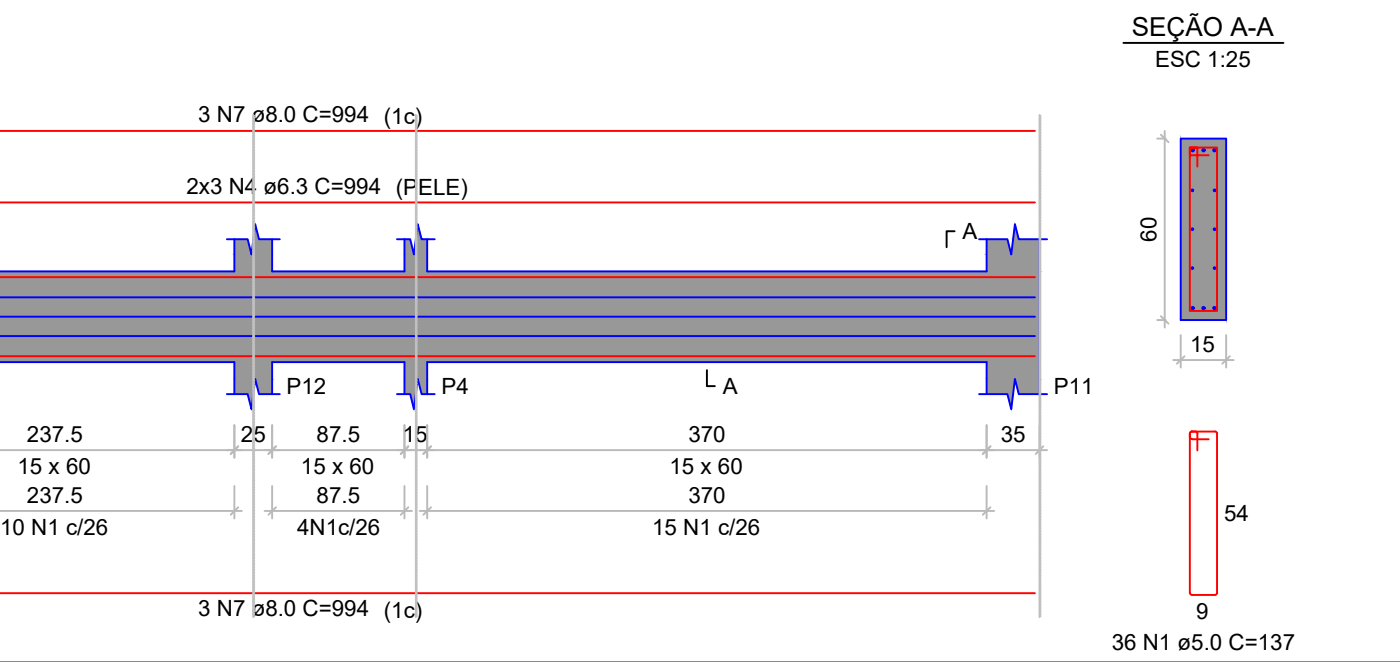 SEÇÃO A-A
ESC 1:25
3 N7 ø8.0 C=994 (1c)
2x3 N4 ø6.3 C=994 (PELE)
A
60
15
P12
P4
A
P11
237.5
25
87.5
15
370
35
15 x 60
15 x 60
15 x 60
237.5
87.5
370
10 N1 c/26
4N1c/26
15 N1 c/26
54
3 N7 ø8.0 C=994 (1c)
9
36 N1 ø5.0 C=137